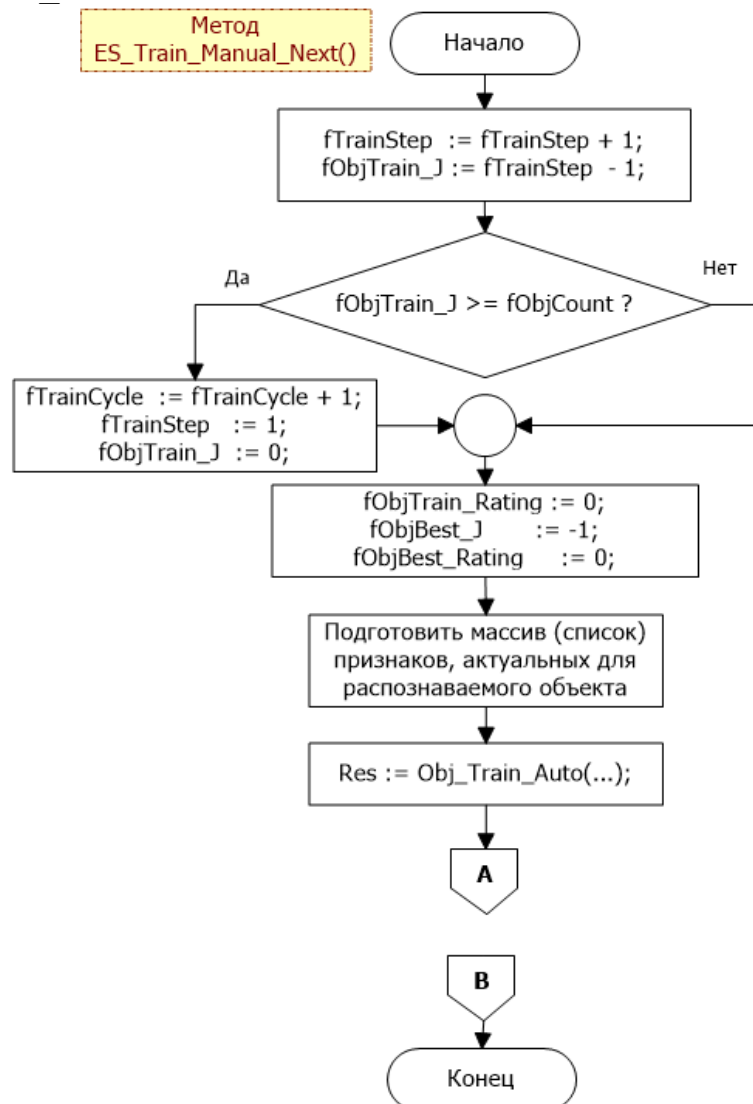 Метод
ES_Train_Manual_Next()
Начало
fTrainStep := fTrainStep + 1;
fObjTrain_J := fTrainStep - 1;
Да
Нет
fObjTrain_J >= fObjCount ?
fTrainCycle := fTrainCycle + 1;
fTrainStep := 1;
fObjTrain_J := 0;
fObjTrain_Rating := 0;
fObjBest_J := -1;
fObjBest_Rating := 0;
Подготовить массив (список)
признаков, актуальных для
распознаваемого объекта
Res := Obj_Train_Auto(...);
A
B
Конец